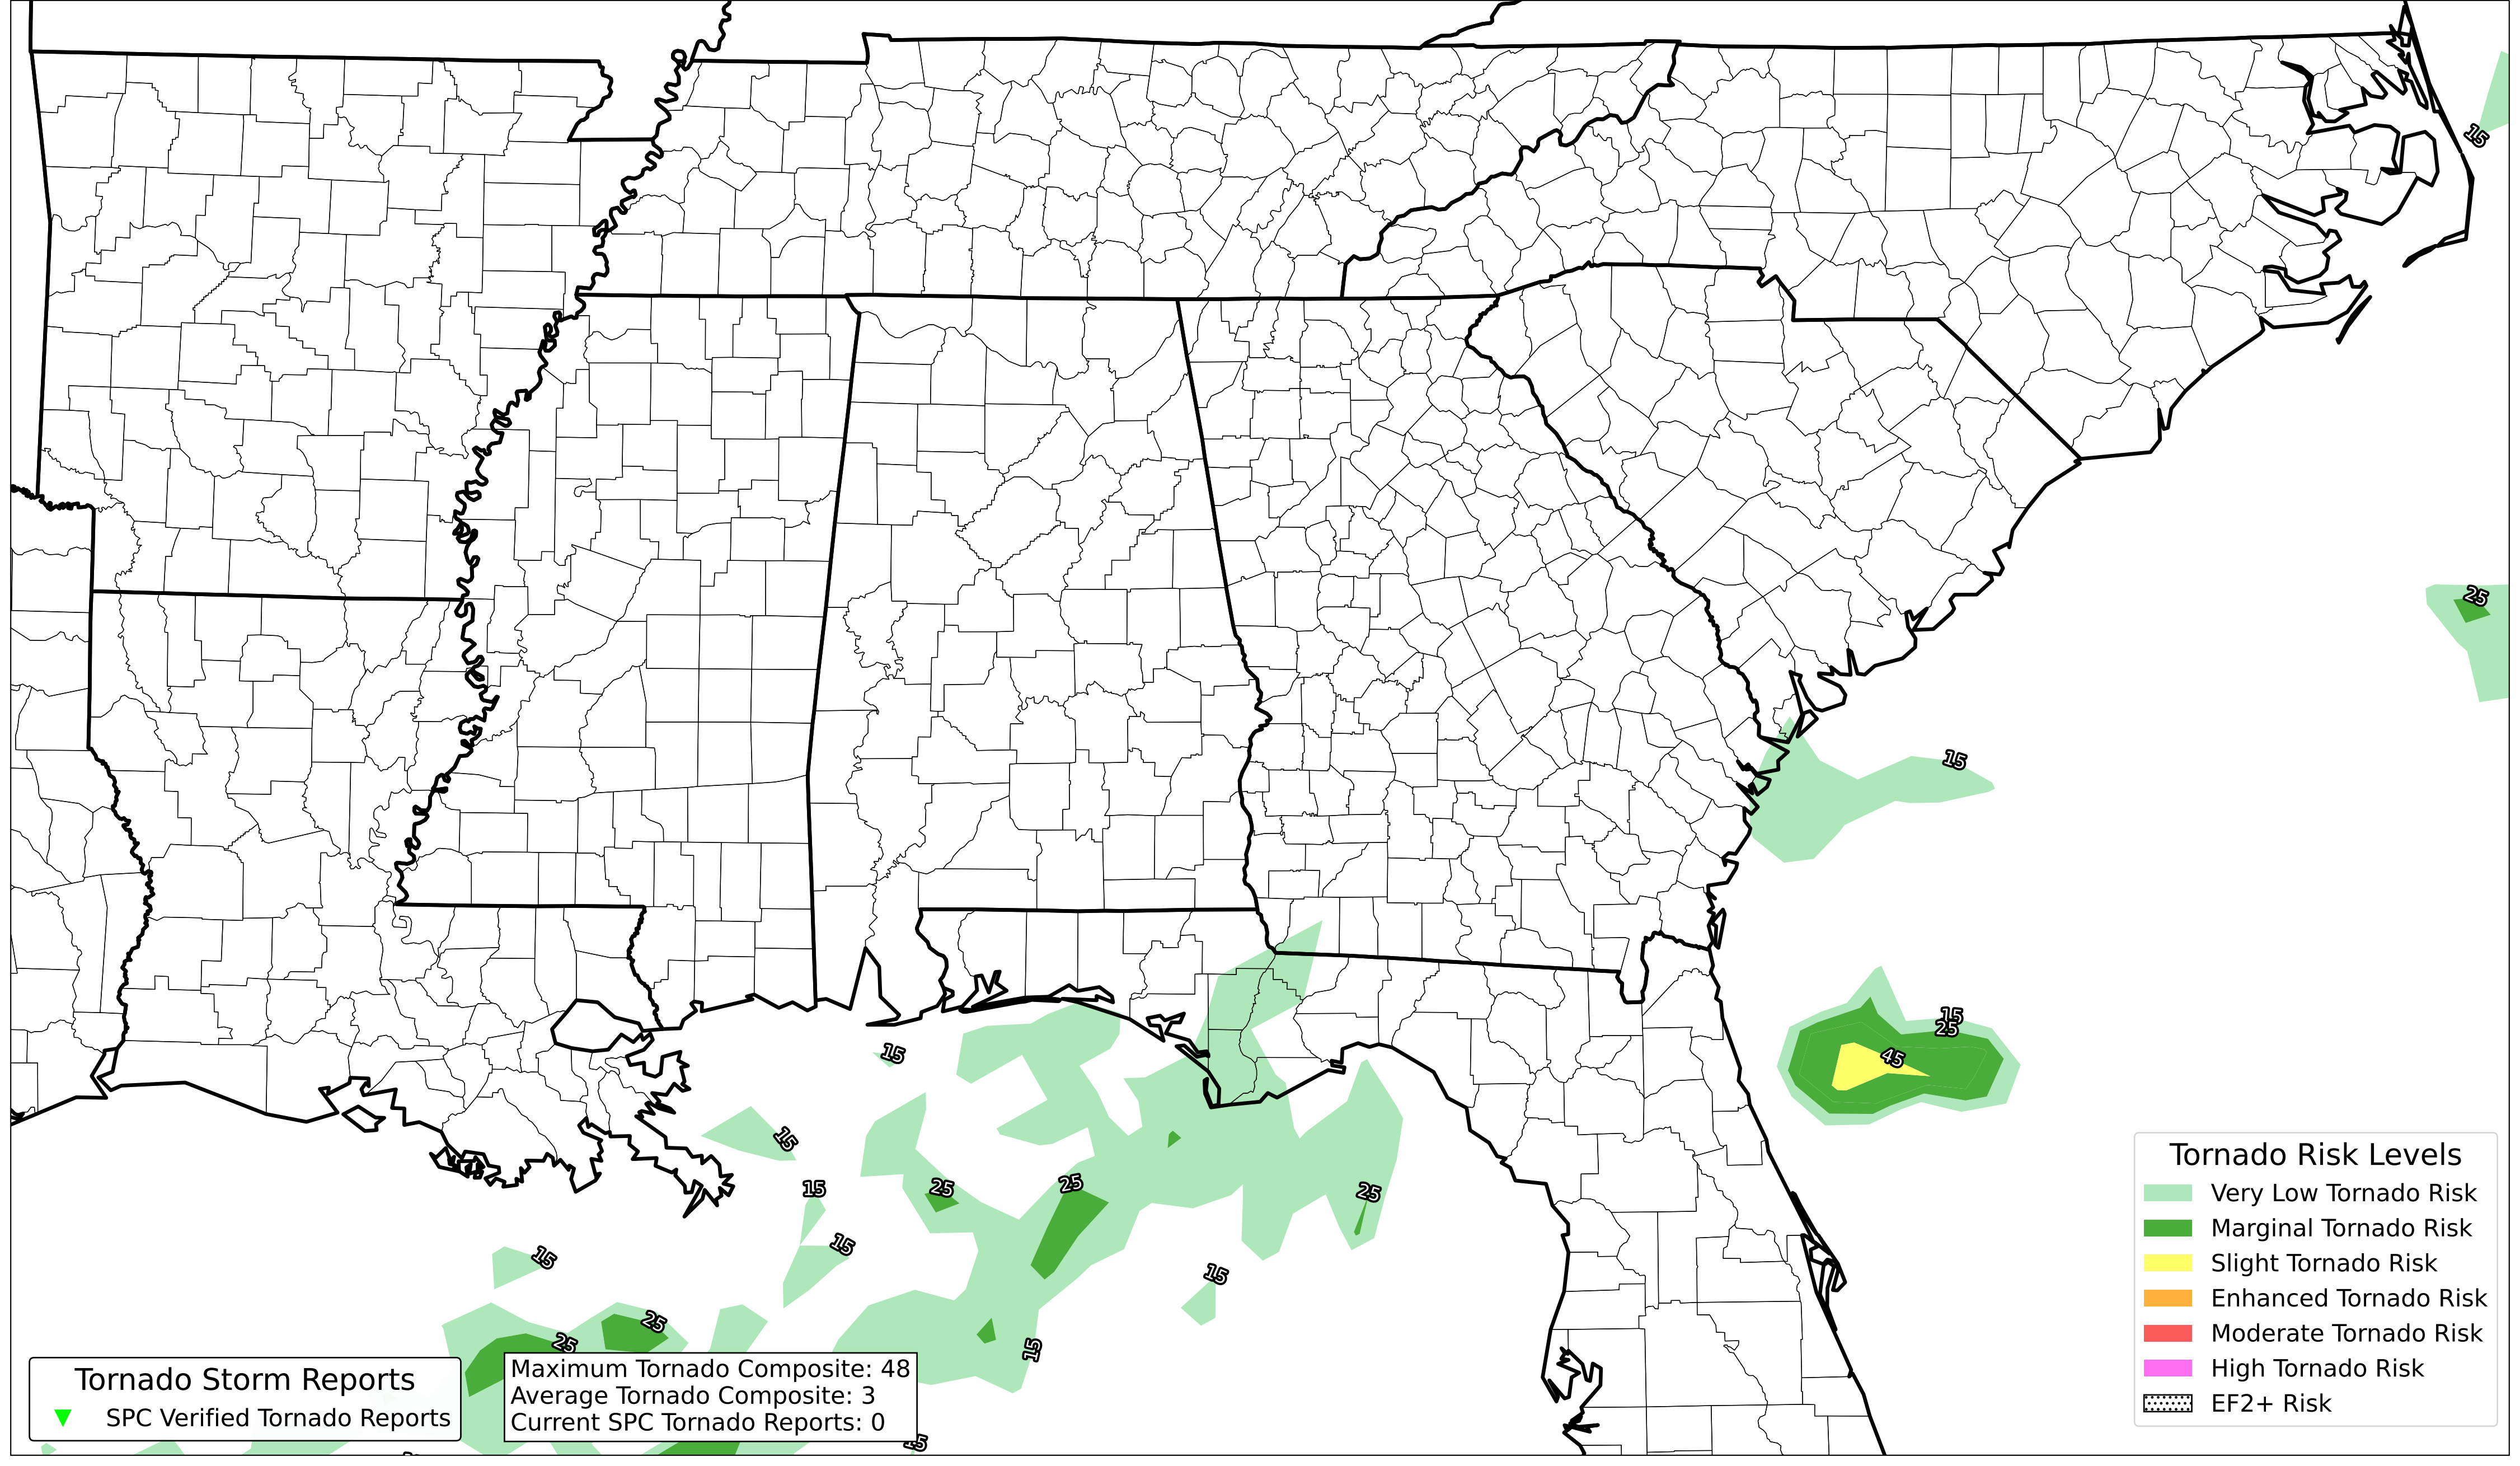 15
25
15
15
25
45
15
15
25
25
25
15
15
15
15
25
25
15
15
Tornado Risk Levels
Very Low Tornado Risk
Marginal Tornado Risk
Slight Tornado Risk
Enhanced Tornado Risk
Moderate Tornado Risk
High Tornado Risk
EF2+ Risk
Tornado Storm Reports
SPC Verified Tornado Reports
Maximum Tornado Composite: 48
Average Tornado Composite: 3
Current SPC Tornado Reports: 0